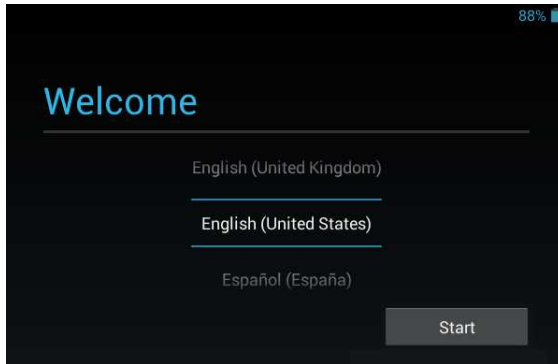 88%
Welcome
English (United Kingdom)
English (United States)
Español (España)
Start